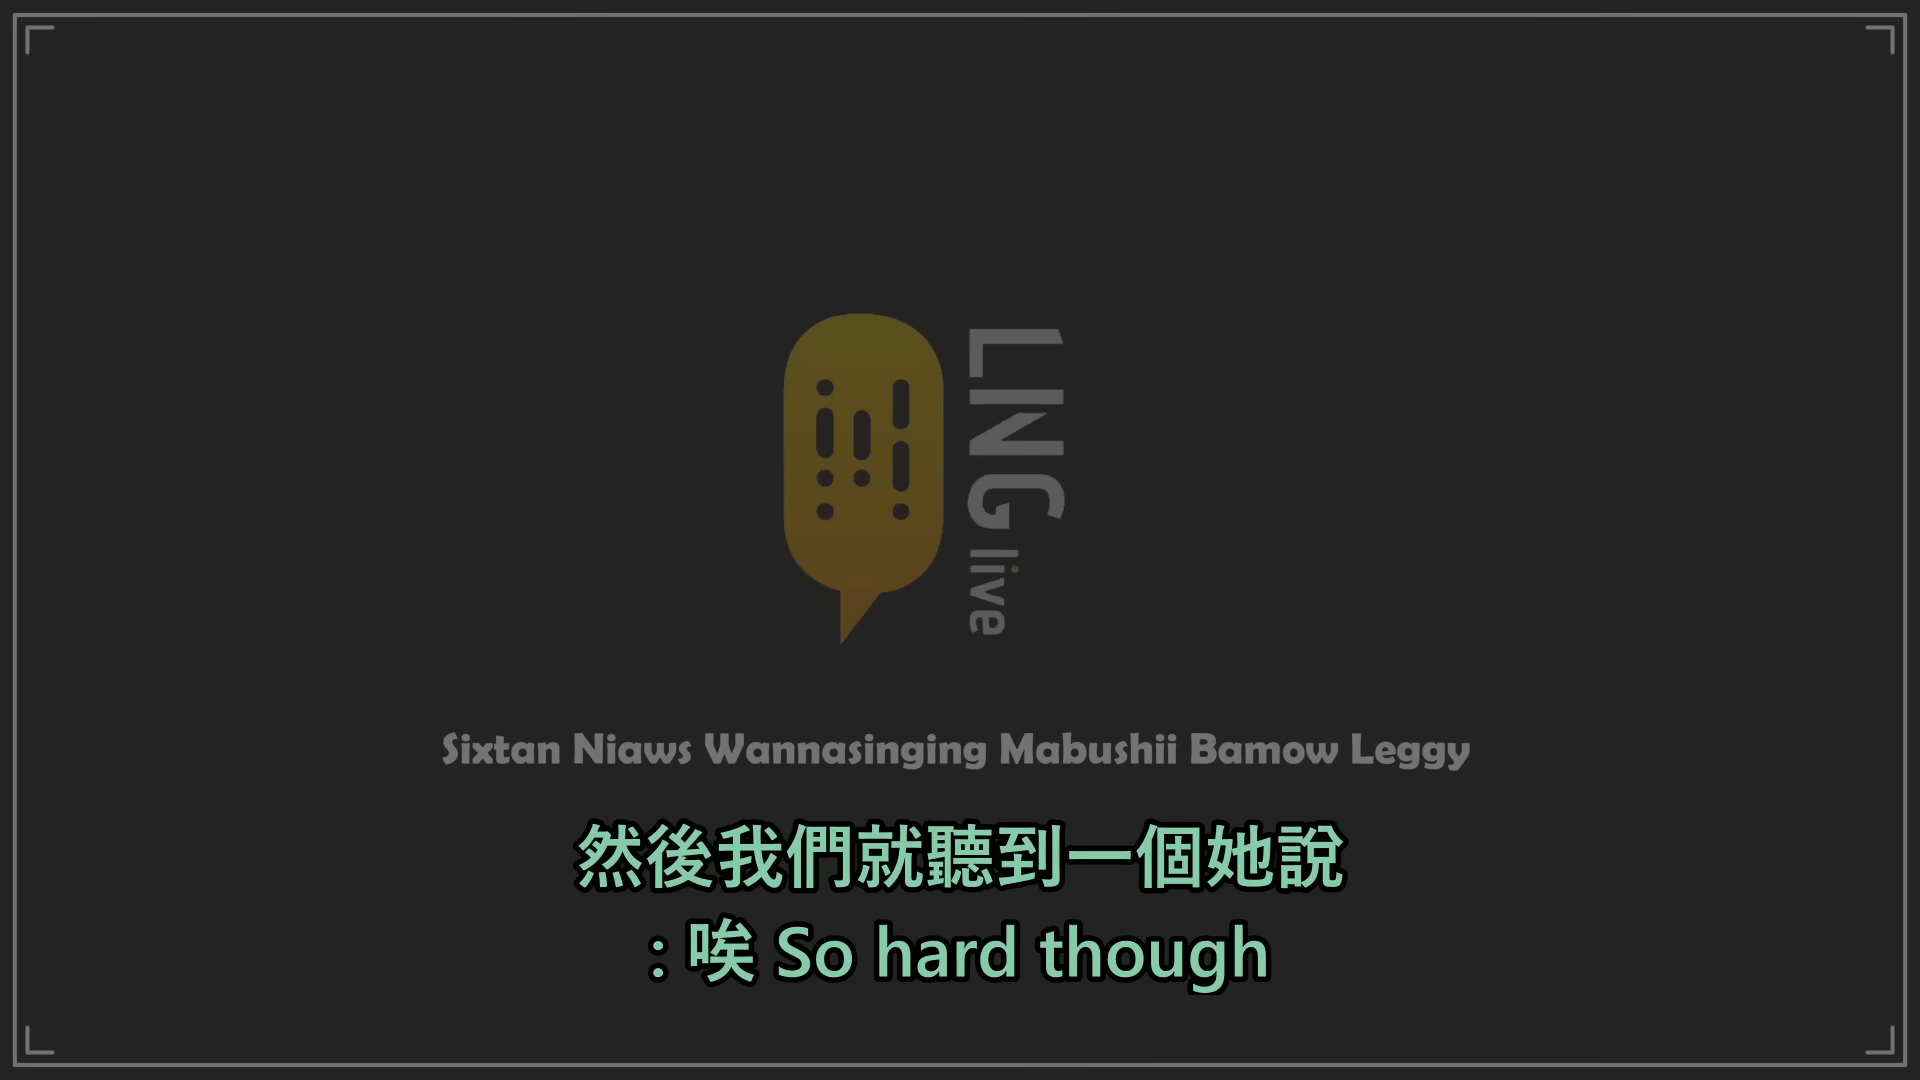 LING live
Sixtan Niaws Wannasinging Mabushii Bamow Leggy
然後我們就聽到一個她說
: 唉 So hard though